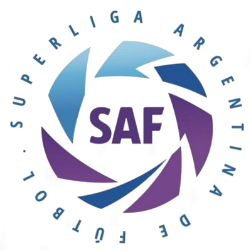 SUPERLIGA ARGENTINA DE FÚTBOL ·
SAF